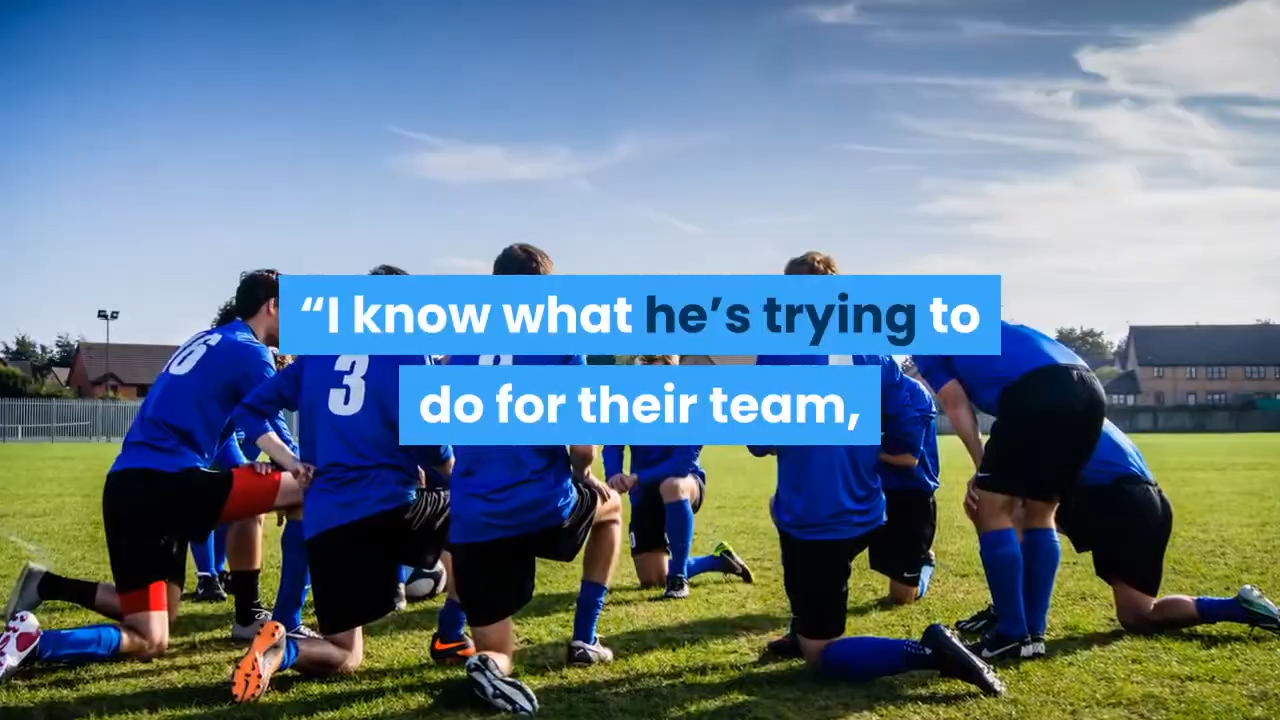 “I know what he’s trying to
do for their team,
16
3